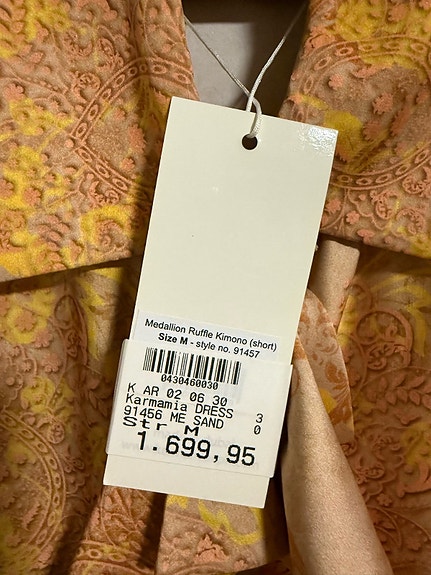 Medallion Ruffle Kimono (short)
Size M - style no. 91457
0430460030
K AR 02 06 30
Karmamia DRESS 3
91456 ME SAND 0
Str. M
1.699,95